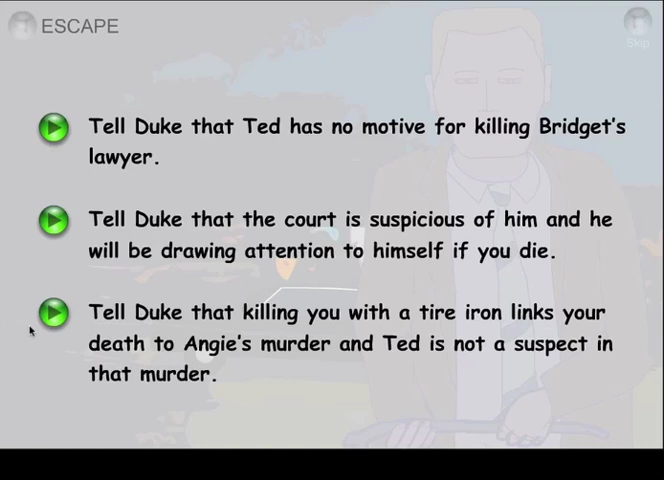 ESCAPE
Skip
Tell Duke that Ted has no motive for killing Bridget's
lawyer.
Tell Duke that the court is suspicious of him and he
will be drawing attention to himself if you die.
Tell Duke that killing you with a tire iron links your
death to Angie's murder and Ted is not a suspect in
that murder.